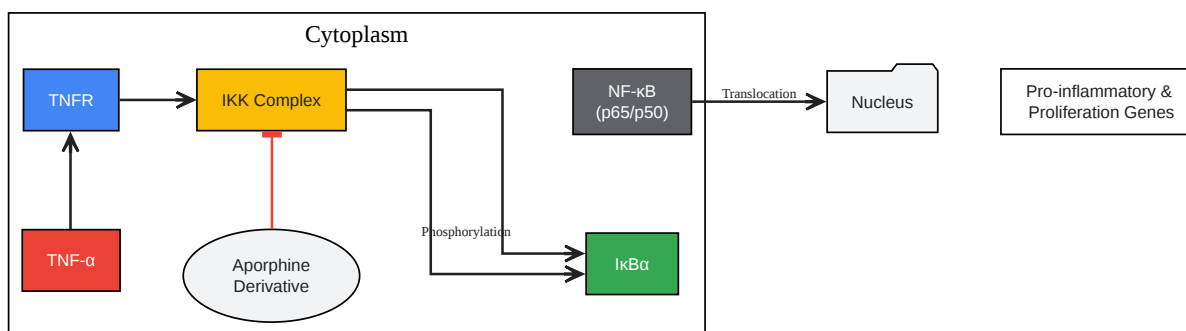 Cytoplasm
TNFR
IKK Complex
NF-κB
(p65/p50)
Translocation
Nucleus
Pro-inflammatory &
Proliferation Genes
Phosphorylation
TNF-α
Aporphine
Derivative
IκBα